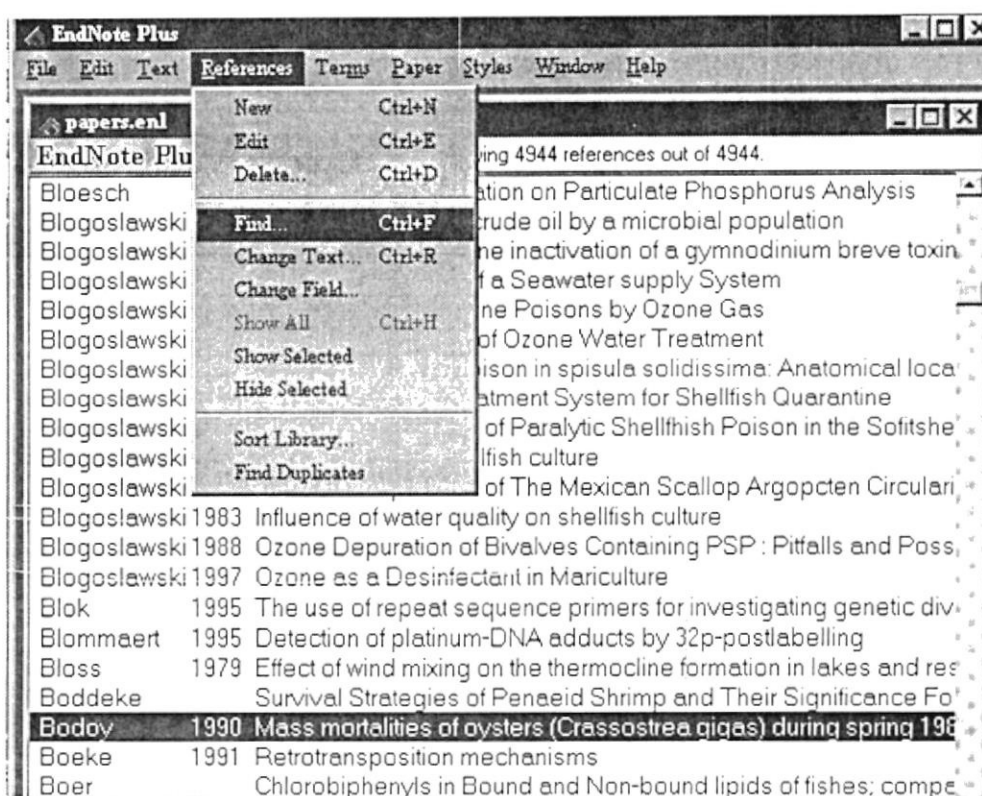 EndNote Plus
File Edit Text References Terms Paper Styles Window Help
New Ctrl+N
Edit Ctrl+E
Delete... Ctrl+D
Find... Ctrl+F
Change Text... Ctrl+R
Change Field...
Show All Ctrl+H
Show Selected
Hide Selected
Sort Library...
Find Duplicates
papers.enl
EndNote Plu ing 4944 references out of 4944.
Bloesch ation on Particulate Phosphorus Analysis
Blogoslawski crude oil by a microbial population
Blogoslawski he inactivation of a gymnodinium breve toxin
Blogoslawski f a Seawater supply System
Blogoslawski ne Poisons by Ozone Gas
Blogoslawski of Ozone Water Treatment
Blogoslawski ison in spisula solidissima: Anatomical loca
Blogoslawski atment System for Shellfish Quarantine
Blogoslawski of Paralytic Shellfhish Poison in the Sofitshe
Blogoslawski lfish culture
Blogoslawski of The Mexican Scallop Argopcten Circulari
Blogoslawski 1983 Influence of water quality on shellfish culture
Blogoslawski 1988 Ozone Depuration of Bivalves Containing PSP : Pitfalls and Poss
Blogoslawski 1997 Ozone as a Desinfectant in Mariculture
Blok 1995 The use of repeat sequence primers for investigating genetic div
Blommaert 1995 Detection of platinum-DNA adducts by 32p-postlabelling
Bloss 1979 Effect of wind mixing on the thermocline formation in lakes and res
Boddeke Survival Strategies of Penaeid Shrimp and Their Significance Fo
Bodoy 1990 Mass mortalities of oysters (Crassostrea gigas) during spring 198
Boeke 1991 Retrotransposition mechanisms
Boer Chlorobiphenyls in Bound and Non-bound lipids of fishes; compa